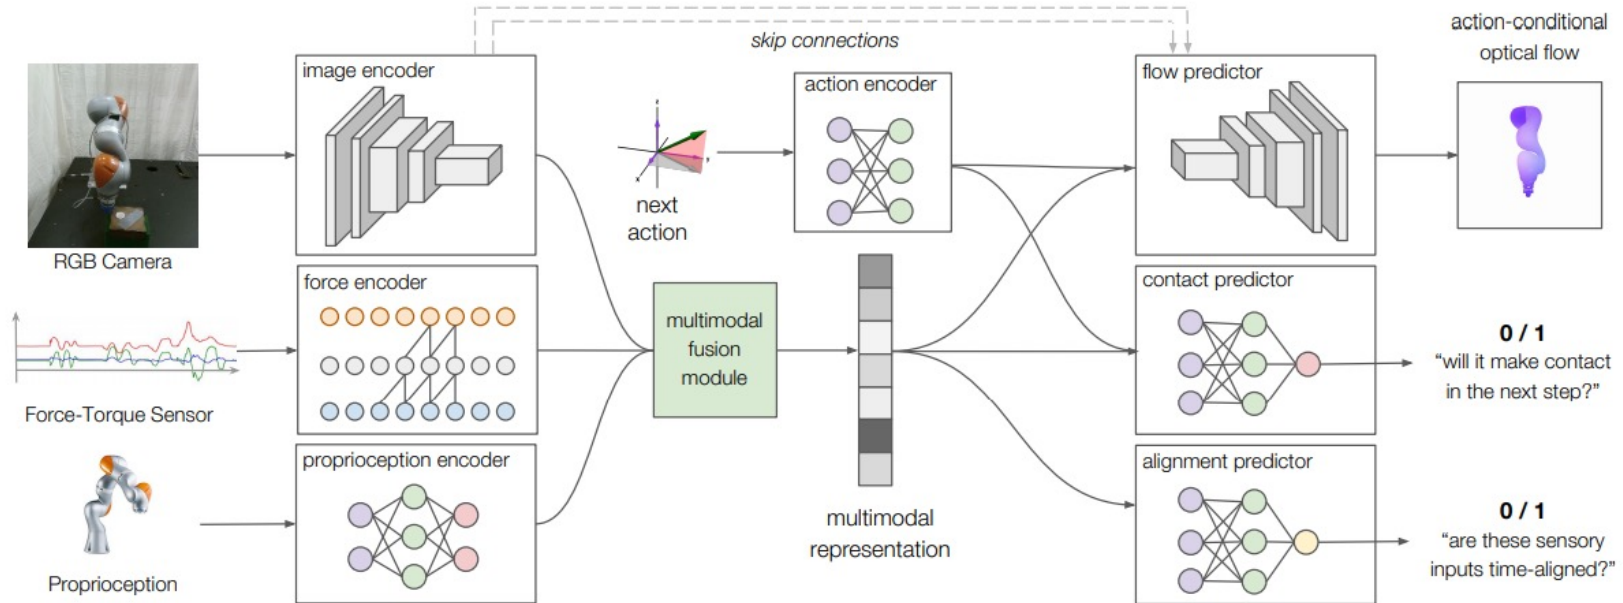 skip connections
action-conditional
optical flow
image encoder
action encoder
flow predictor
RGB Camera
z
y
x
next
action
force encoder
multimodal
fusion
module
contact predictor
0 / 1
“will it make contact
in the next step?”
Force-Torque Sensor
proprioception encoder
alignment predictor
multimodal
representation
0 / 1
“are these sensory
inputs time-aligned?”
Proprioception